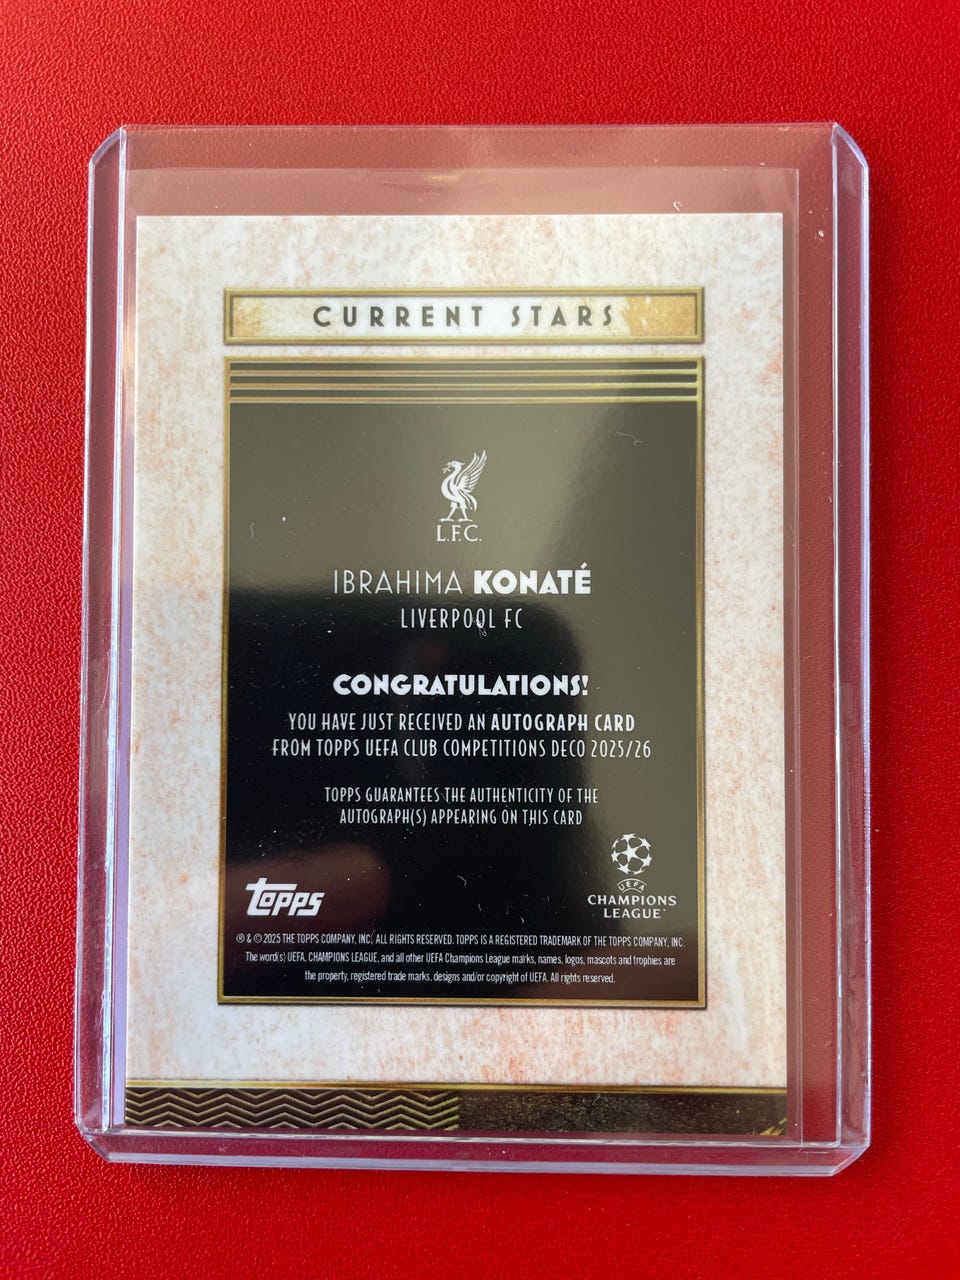 CURRENT STARS
L.F.C.
IBRAHIMA KONATÉ
LIVERPOOL FC
CONGRATULATIONS!
YOU HAVE JUST RECEIVED AN AUTOGRAPH CARD
FROM TOPPS UEFA CLUB COMPETITIONS DECO 2025/26
TOPPS GUARANTEES THE AUTHENTICITY OF THE
AUTOGRAPH(S) APPEARING ON THIS CARD
topps
UEFA
CHAMPIONS
LEAGUE
® & © 2025 THE TOPPS COMPANY, INC. ALL RIGHTS RESERVED. TOPPS IS A REGISTERED TRADEMARK OF THE TOPPS COMPANY, INC.
The word(s) UEFA, CHAMPIONS LEAGUE, and all other UEFA Champions League marks, names, logos, mascots and trophies are
the property, registered trade marks, designs and/or copyright of UEFA. All rights reserved.